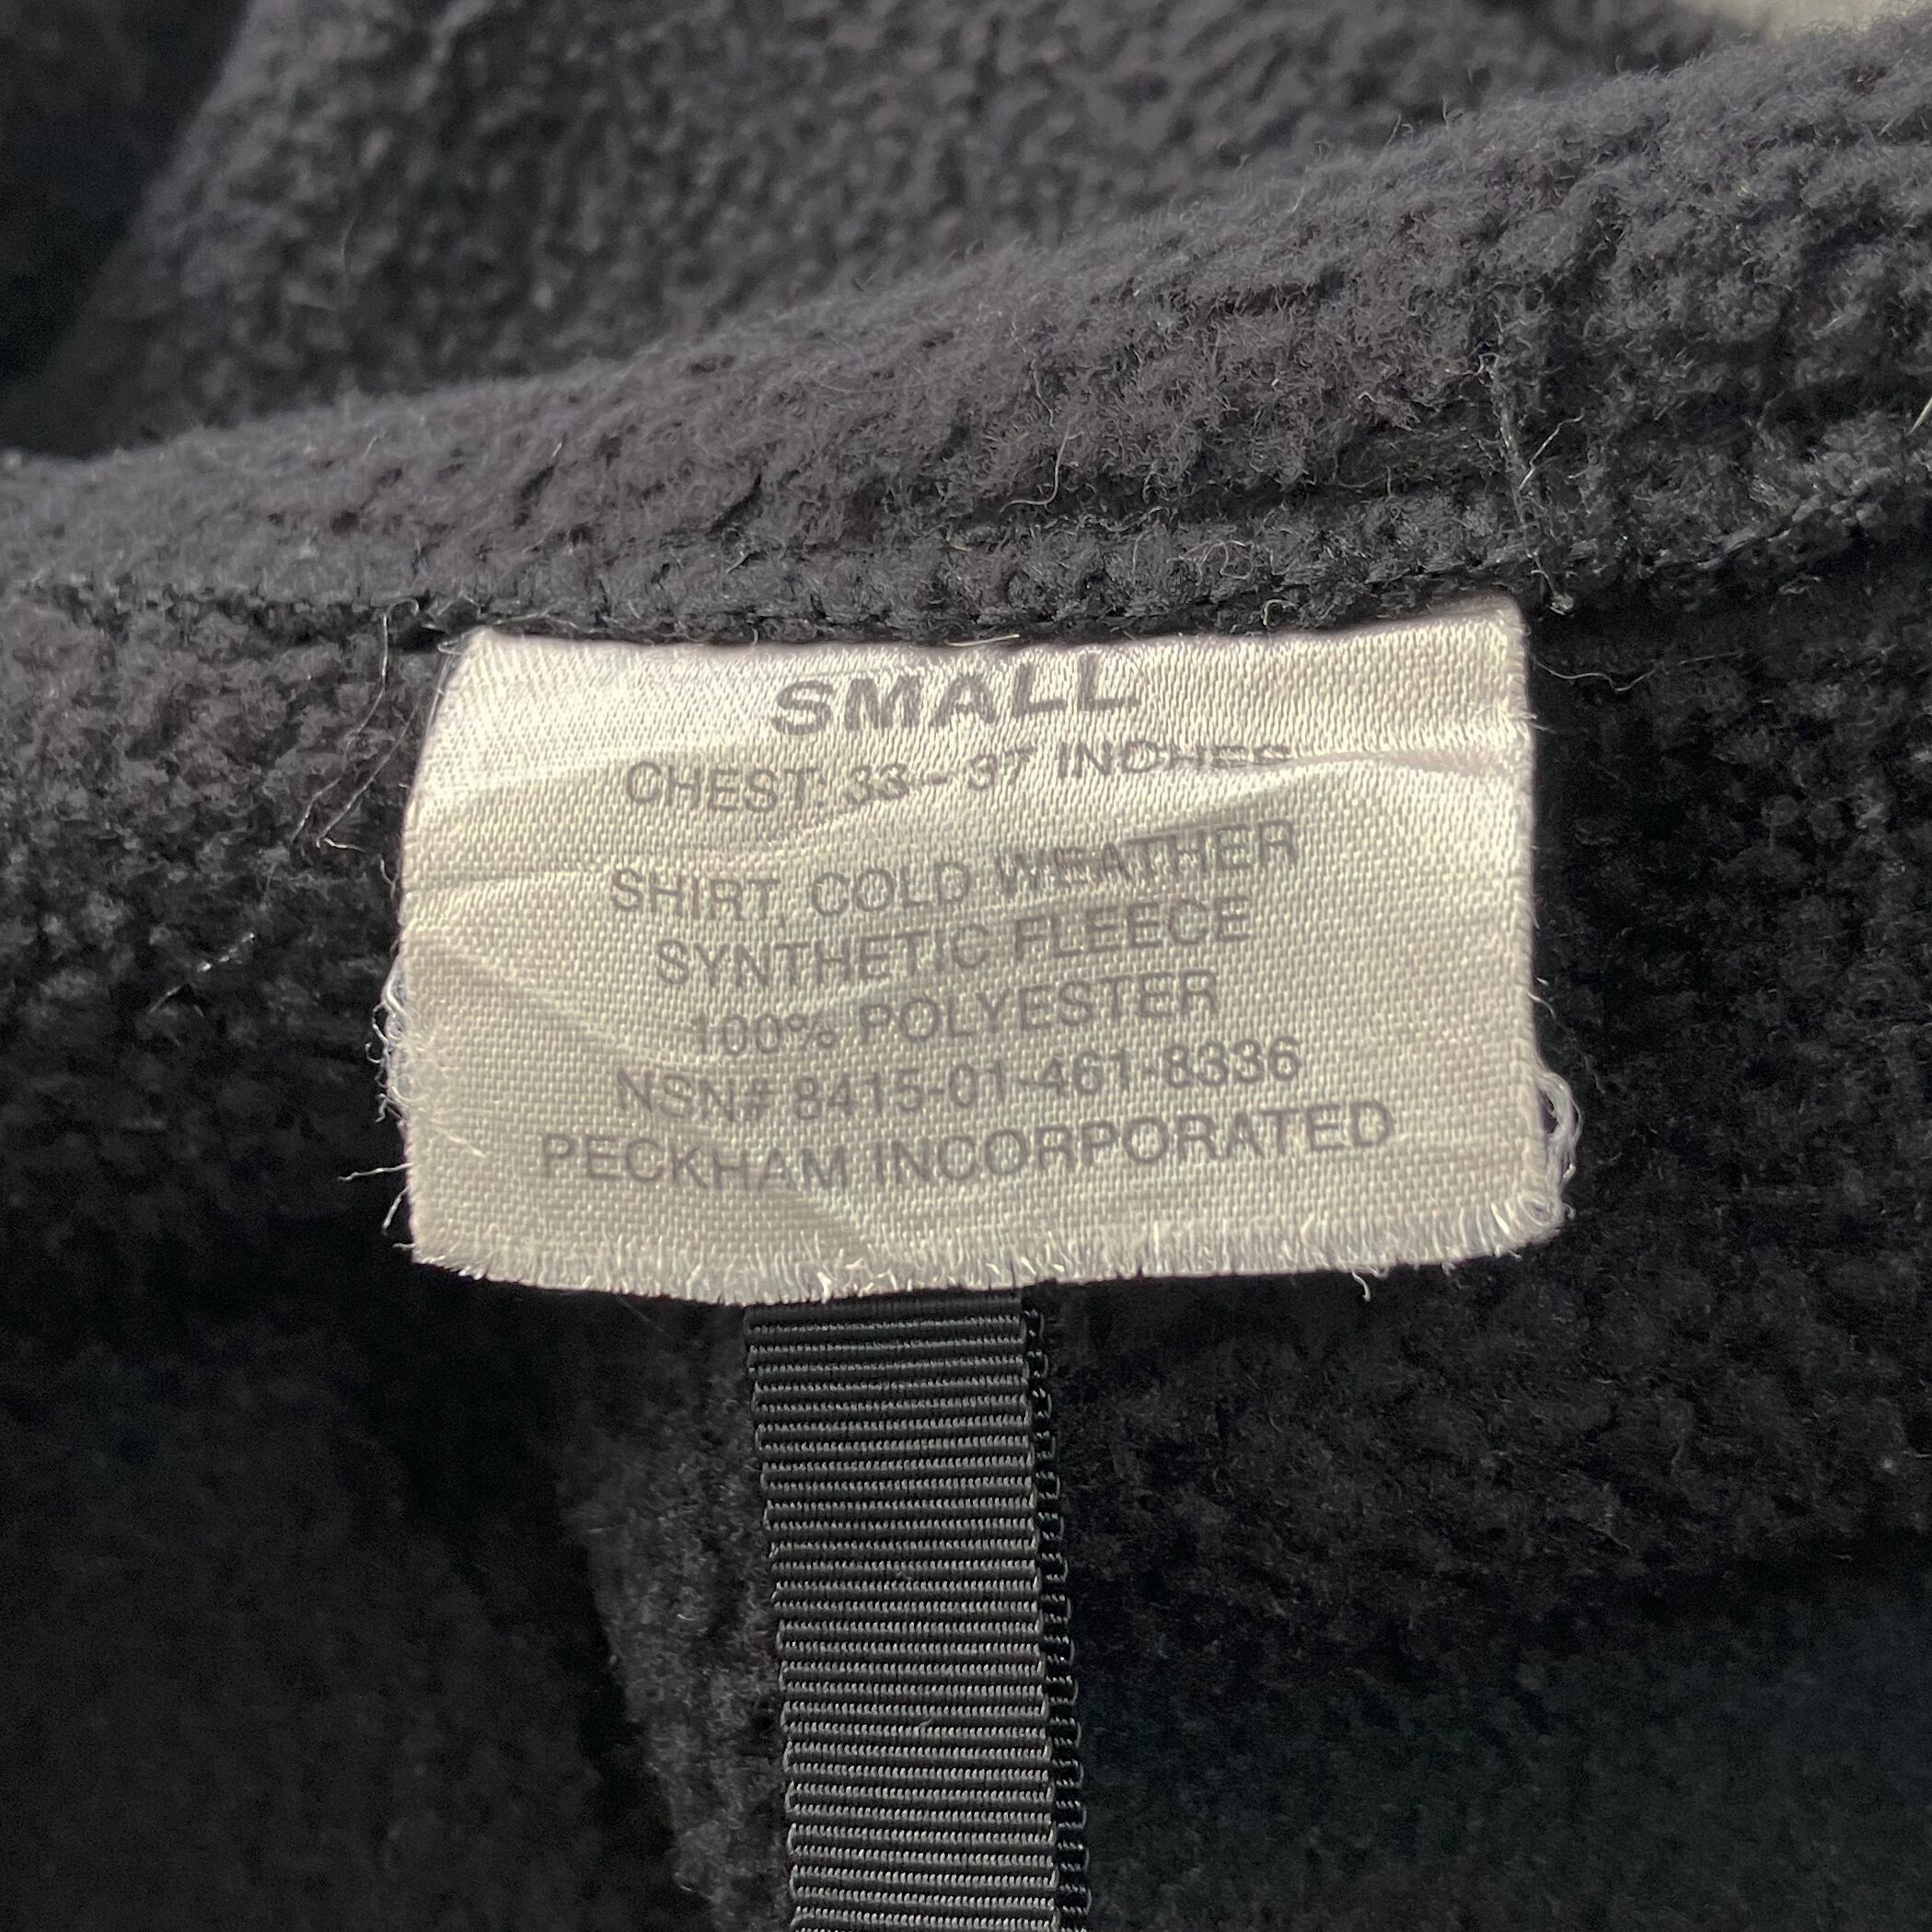 SMALL
CHEST: 33 - 37 INCHES
SHIRT, COLD WEATHER
SYNTHETIC FLEECE
100% POLYESTER
NSN# 8415-01-461-8336
PECKHAM INCORPORATED